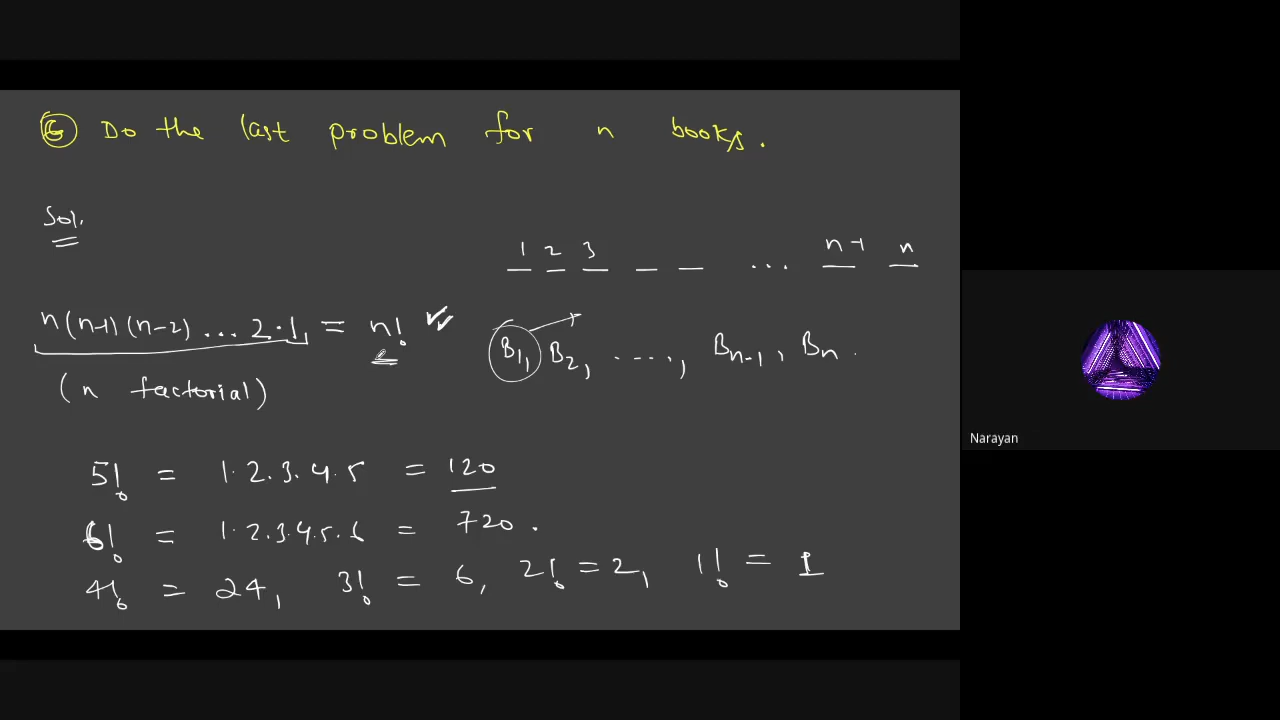 6 Do the last problem for n books.
Sol.
1 2 3 ... n-1 n
n(n-1)(n-2) ... 2.1 = n!
B1, B2, ...., Bn-1, Bn.
(n factorial)
5! = 1.2.3.4.5 = 120
6! = 1.2.3.4.5.6 = 720.
4! = 24, 3! = 6, 2! = 2, 1! = 1
Narayan